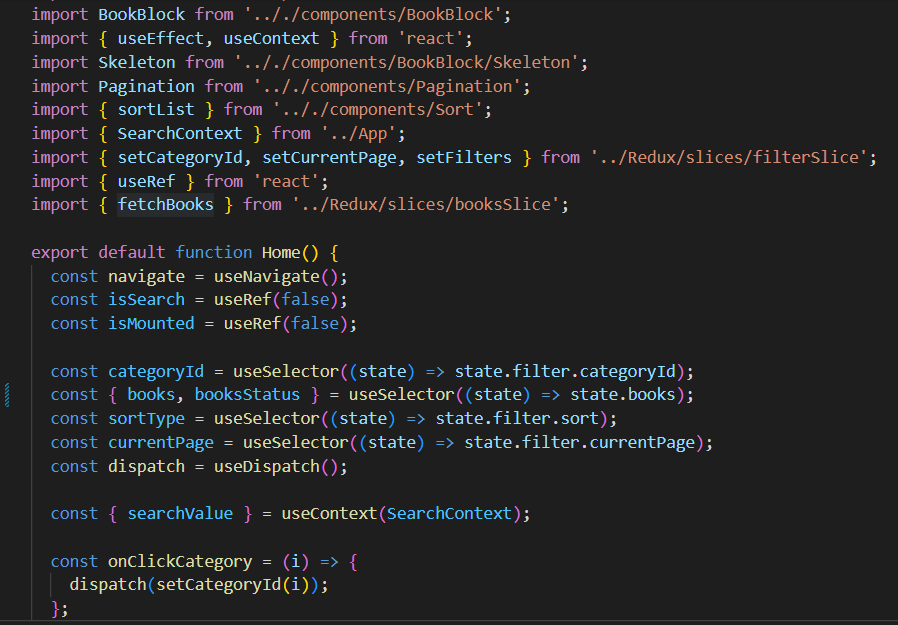 import BookBlock from '.././components/BookBlock';
import { useEffect, useContext } from 'react';
import Skeleton from '.././components/BookBlock/Skeleton';
import Pagination from '.././components/Pagination';
import { sortList } from '.././components/Sort';
import { SearchContext } from '../App';
import { setCategoryId, setCurrentPage, setFilters } from '../Redux/slices/filterSlice';
import { useRef } from 'react';
import { fetchBooks } from '../Redux/slices/booksSlice';

export default function Home() {
  const navigate = useNavigate();
  const isSearch = useRef(false);
  const isMounted = useRef(false);

  const categoryId = useSelector((state) => state.filter.categoryId);
  const { books, booksStatus } = useSelector((state) => state.books);
  const sortType = useSelector((state) => state.filter.sort);
  const currentPage = useSelector((state) => state.filter.currentPage);
  const dispatch = useDispatch();

  const { searchValue } = useContext(SearchContext);

  const onClickCategory = (i) => {
    dispatch(setCategoryId(i));
  };